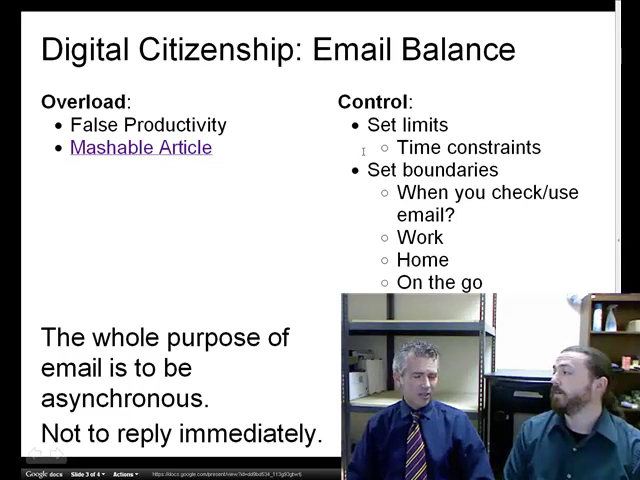 Digital Citizenship: Email Balance
Overload:
• False Productivity
• Mashable Article
Control:
• Set limits
○ Time constraints
• Set boundaries
○ When you check/use
email?
○ Work
○ Home
○ On the go
The whole purpose of
email is to be
asynchronous.
Not to reply immediately.
Google docs Slide 3 of 4 Actions